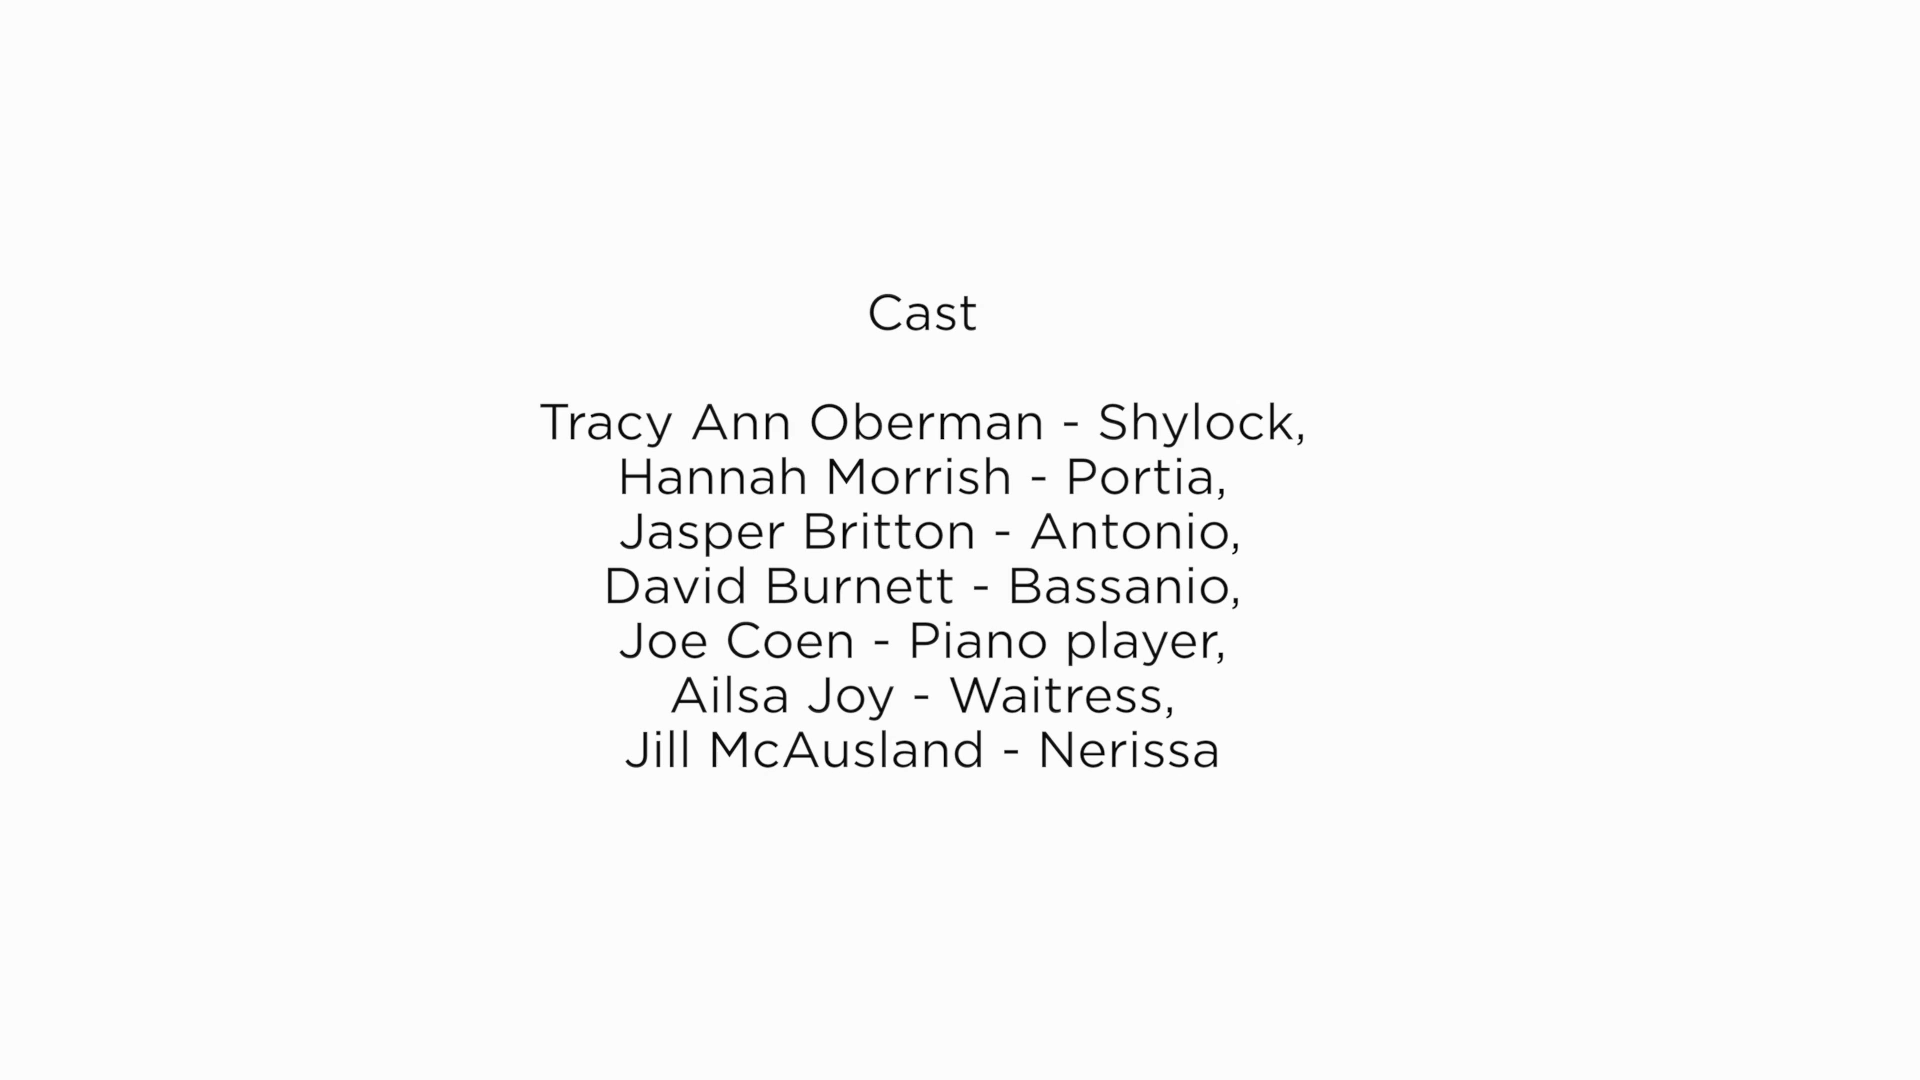 Cast
Tracy Ann Oberman - Shylock,
Hannah Morrish - Portia,
Jasper Britton - Antonio,
David Burnett - Bassanio,
Joe Coen - Piano player,
Ailsa Joy - Waitress,
Jill McAusland - Nerissa